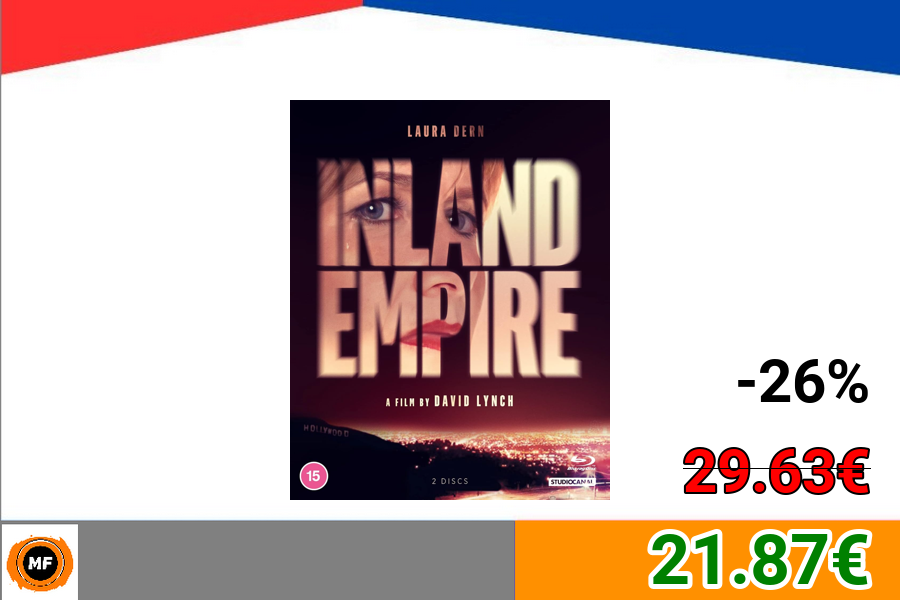 LAURA DERN
INLAND
EMPIRE
A FILM BY DAVID LYNCH
HOLLYWOOD
15
2 DISCS
STUDIOCANAL
-26%
29.63€
MF
21.87€